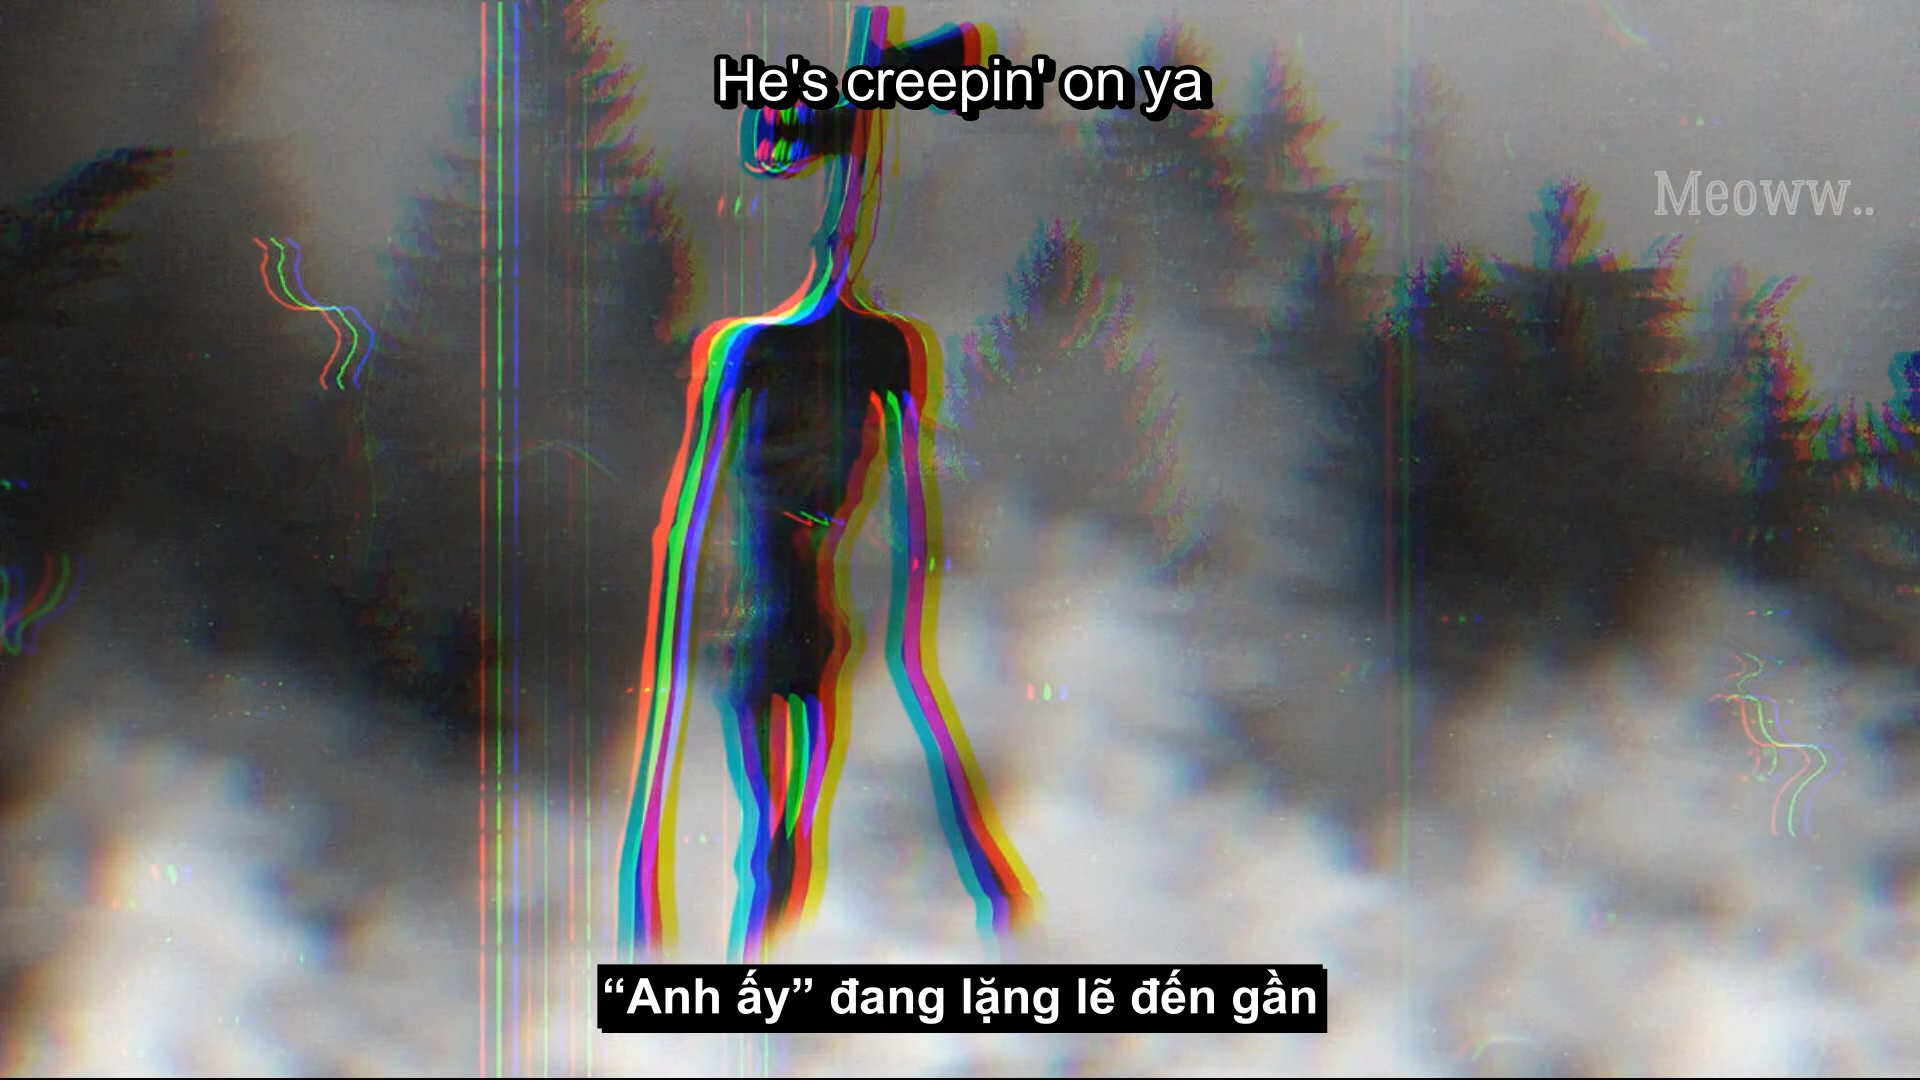 He's creepin' on ya
Meoww..
“Anh ấy” đang lặng lẽ đến gần